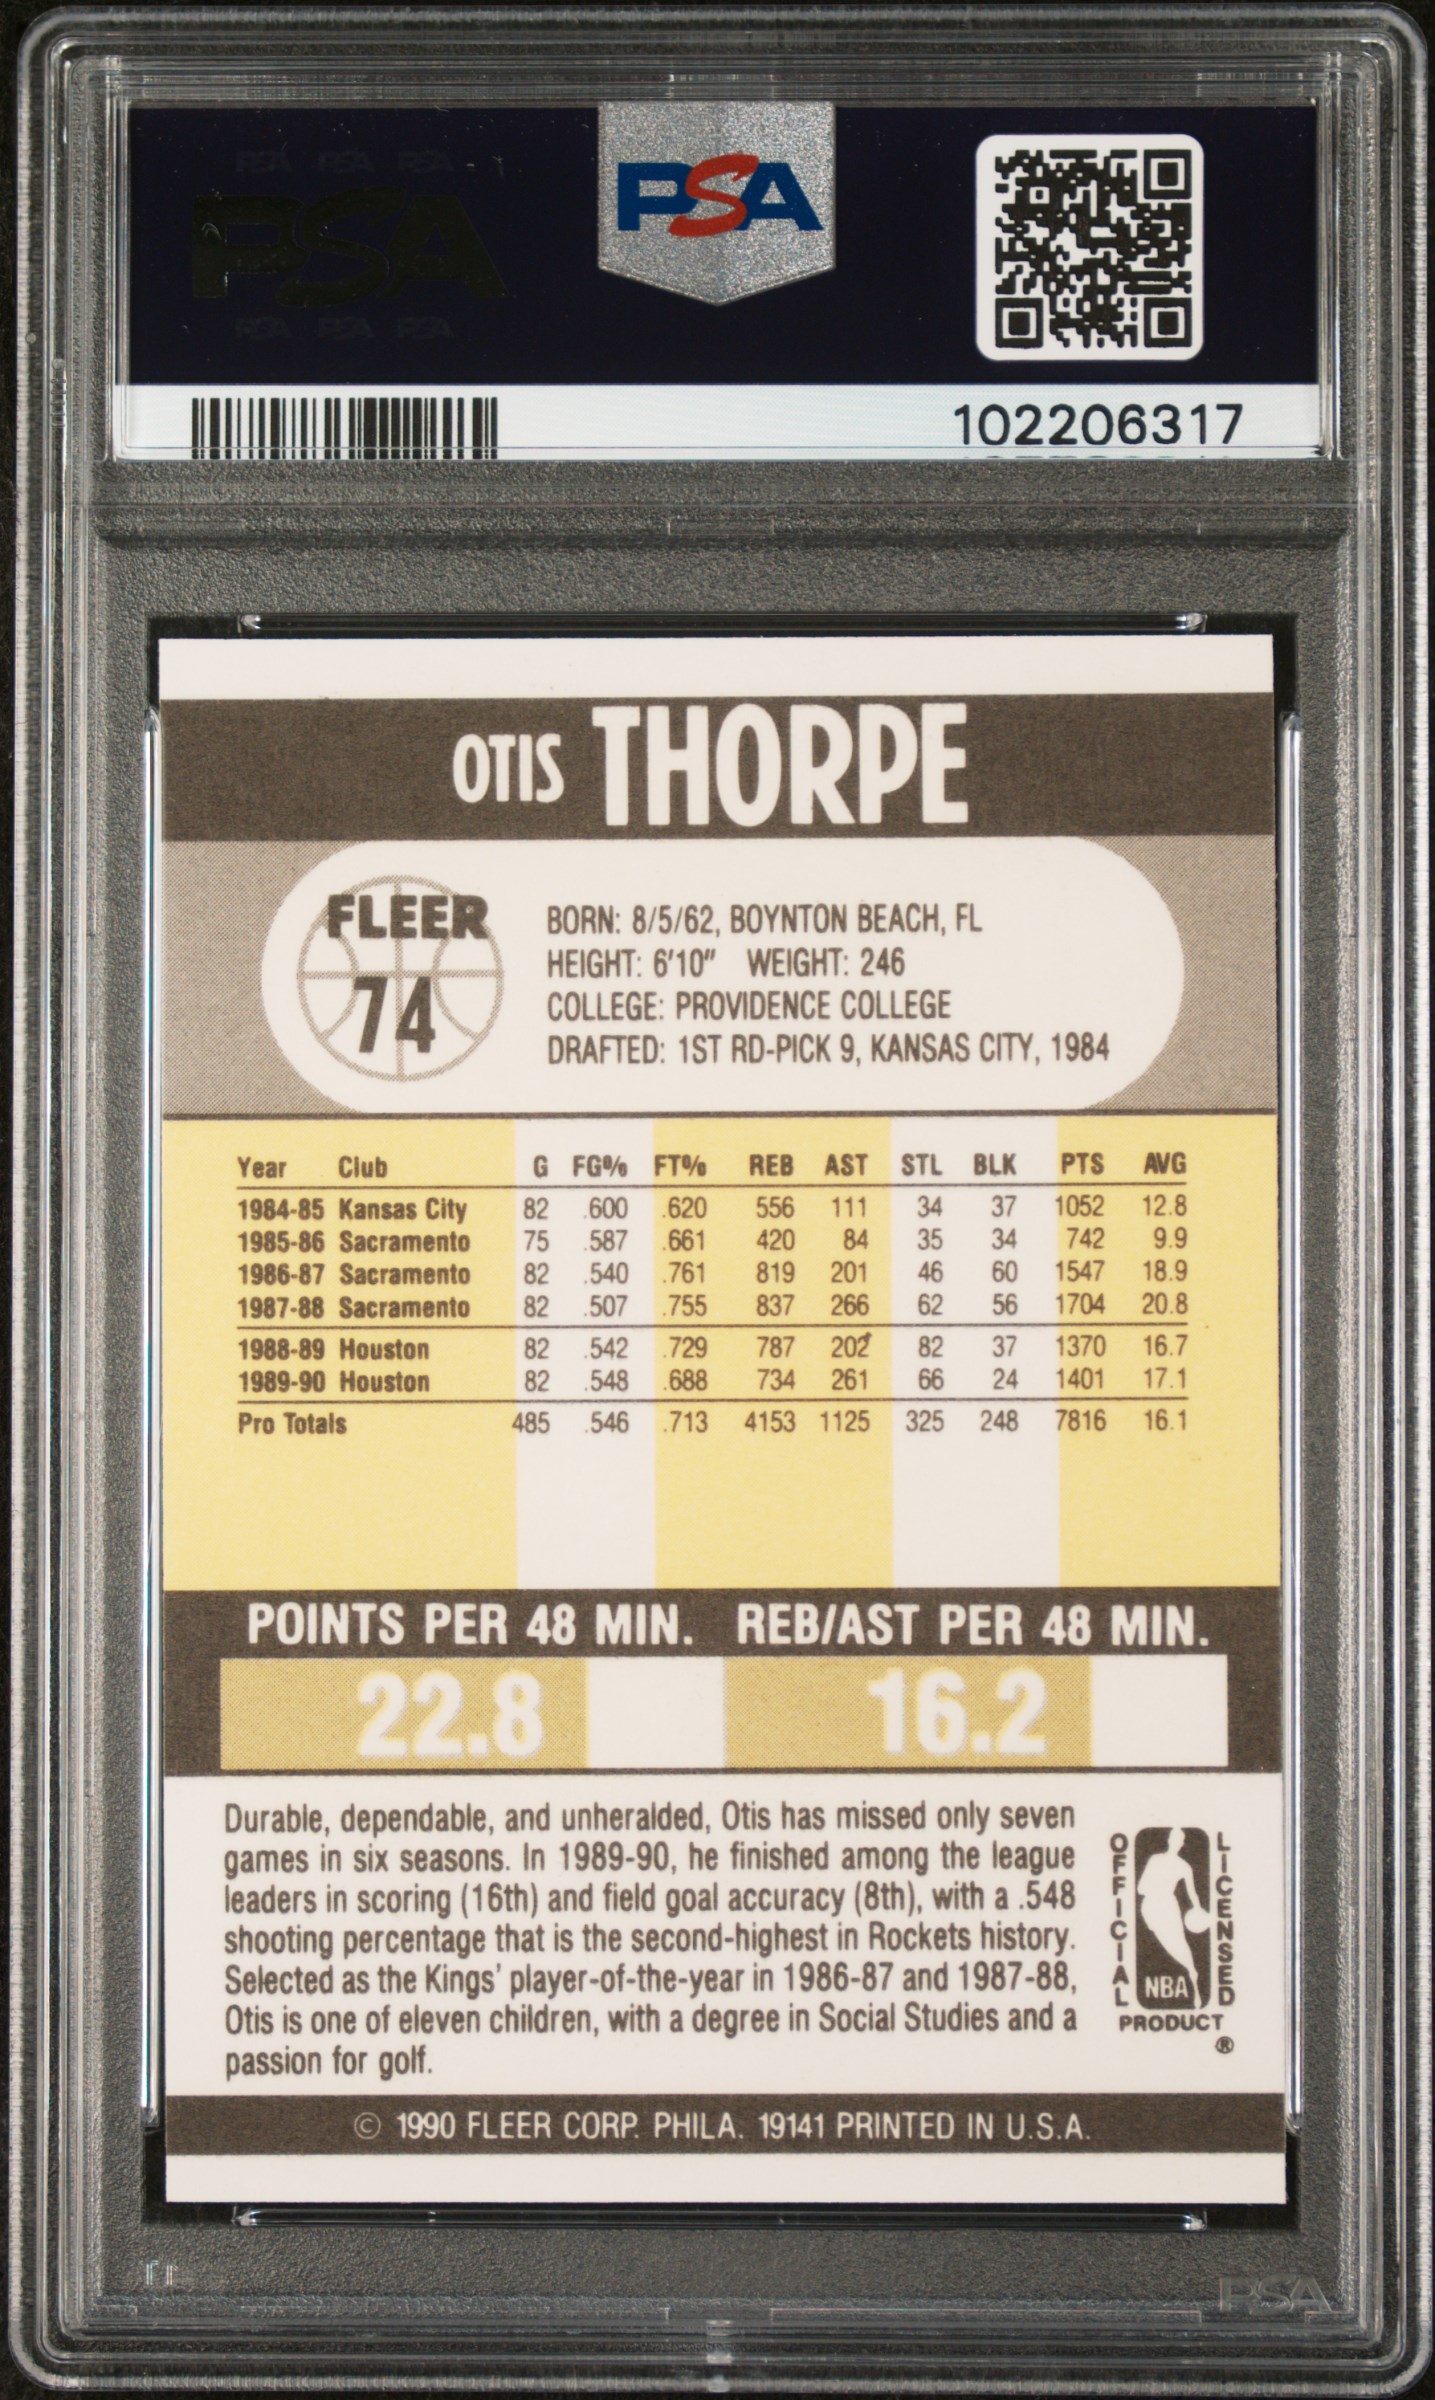 PSA PSA PSA
PSA
PSA PSA PSA
PSA
102206317
OTIS THORPE
FLEER
74
BORN: 8/5/62, BOYNTON BEACH, FL
HEIGHT: 6'10" WEIGHT: 246
COLLEGE: PROVIDENCE COLLEGE
DRAFTED: 1ST RD-PICK 9, KANSAS CITY, 1984
Year Club G FG% FT% REB AST STL BLK PTS AVG
1984-85 Kansas City 82 .600 .620 556 111 34 37 1052 12.8
1985-86 Sacramento 75 .587 .661 420 84 35 34 742 9.9
1986-87 Sacramento 82 .540 .761 819 201 46 60 1547 18.9
1987-88 Sacramento 82 .507 .755 837 266 62 56 1704 20.8
1988-89 Houston 82 .542 .729 787 202 82 37 1370 16.7
1989-90 Houston 82 .548 .688 734 261 66 24 1401 17.1
Pro Totals 485 .546 .713 4153 1125 325 248 7816 16.1
POINTS PER 48 MIN. REB/AST PER 48 MIN.
22.8 16.2
Durable, dependable, and unheralded, Otis has missed only seven
games in six seasons. In 1989-90, he finished among the league
leaders in scoring (16th) and field goal accuracy (8th), with a .548
shooting percentage that is the second-highest in Rockets history.
Selected as the Kings' player-of-the-year in 1986-87 and 1987-88,
Otis is one of eleven children, with a degree in Social Studies and a
passion for golf.
OFFICIAL LICENSED
NBA
PRODUCT
®
© 1990 FLEER CORP. PHILA. 19141 PRINTED IN U.S.A.
PSA